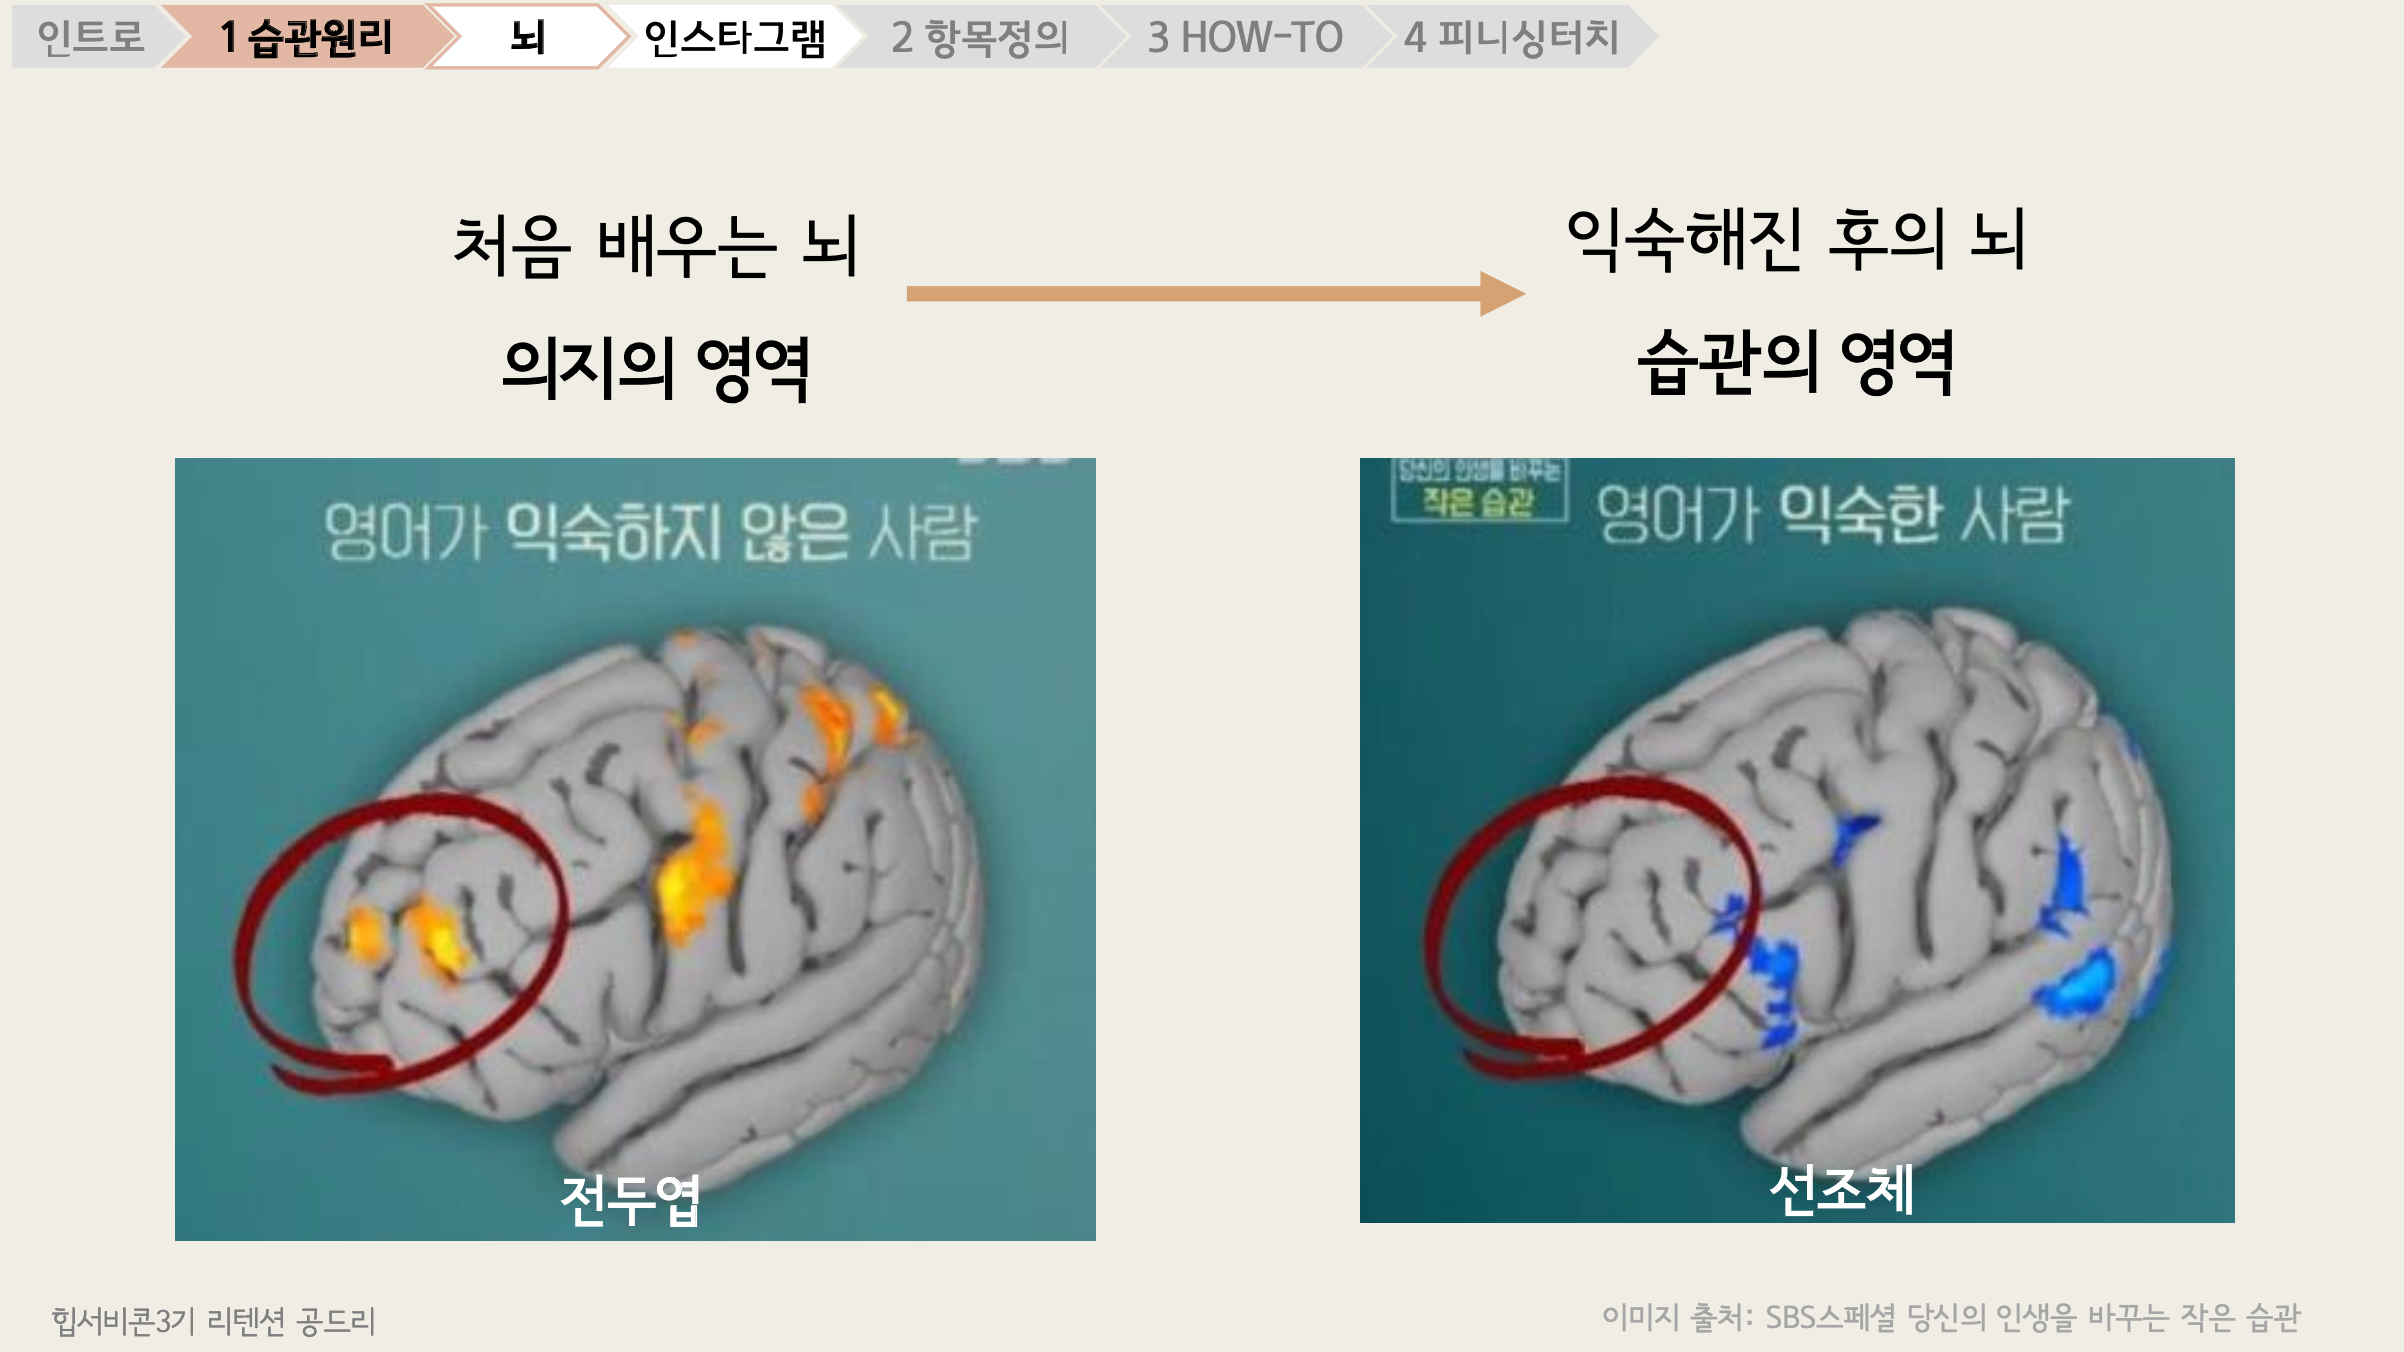 인트로
1 습관원리
뇌
인스타그램
2 항목정의
3 HOW-TO
4 피니싱터치
처음 배우는 뇌
의지의 영역
익숙해진 후의 뇌
습관의 영역
영어가 익숙하지 않은 사람
전두엽
당신의 인생을 바꾸는
작은 습관
영어가 익숙한 사람
선조체
힙서비콘3기 리텐션 공드리
이미지 출처: SBS스페셜 당신의 인생을 바꾸는 작은 습관